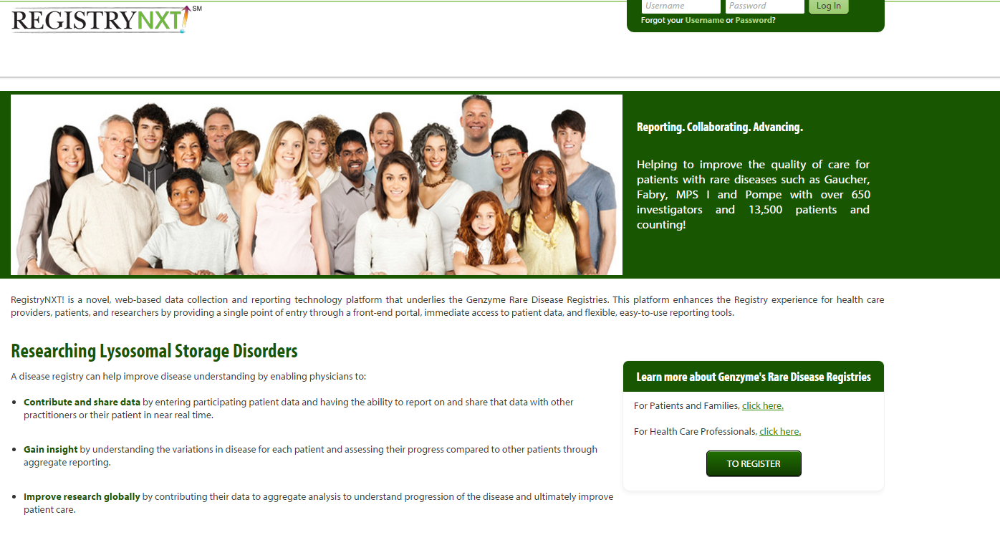 REGISTRYNXT! SM
Username Password Log In
Forgot your Username or Password?
Reporting. Collaborating. Advancing.
Helping to improve the quality of care for
patients with rare diseases such as Gaucher,
Fabry, MPS I and Pompe with over 650
investigators and 13,500 patients and
counting!
RegistryNXT! is a novel, web-based data collection and reporting technology platform that underlies the Genzyme Rare Disease Registries. This platform enhances the Registry experience for health care
providers, patients, and researchers by providing a single point of entry through a front-end portal, immediate access to patient data, and flexible, easy-to-use reporting tools.
Researching Lysosomal Storage Disorders
A disease registry can help improve disease understanding by enabling physicians to:
• Contribute and share data by entering participating patient data and having the ability to report on and share that data with other
practitioners or their patient in near real time.
• Gain insight by understanding the variations in disease for each patient and assessing their progress compared to other patients through
aggregate reporting.
• Improve research globally by contributing their data to aggregate analysis to understand progression of the disease and ultimately improve
patient care.
Learn more about Genzyme's Rare Disease Registries
For Patients and Families, click here.
For Health Care Professionals, click here.
TO REGISTER